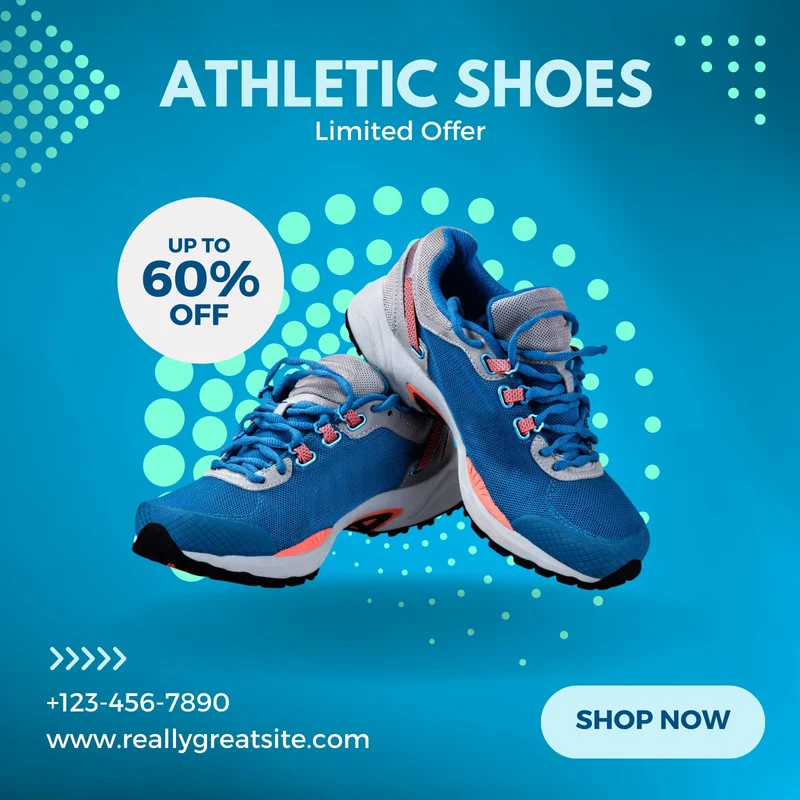 ATHLETIC SHOES
Limited Offer
UP TO
60%
OFF
+123-456-7890
www.reallygreatsite.com
SHOP NOW